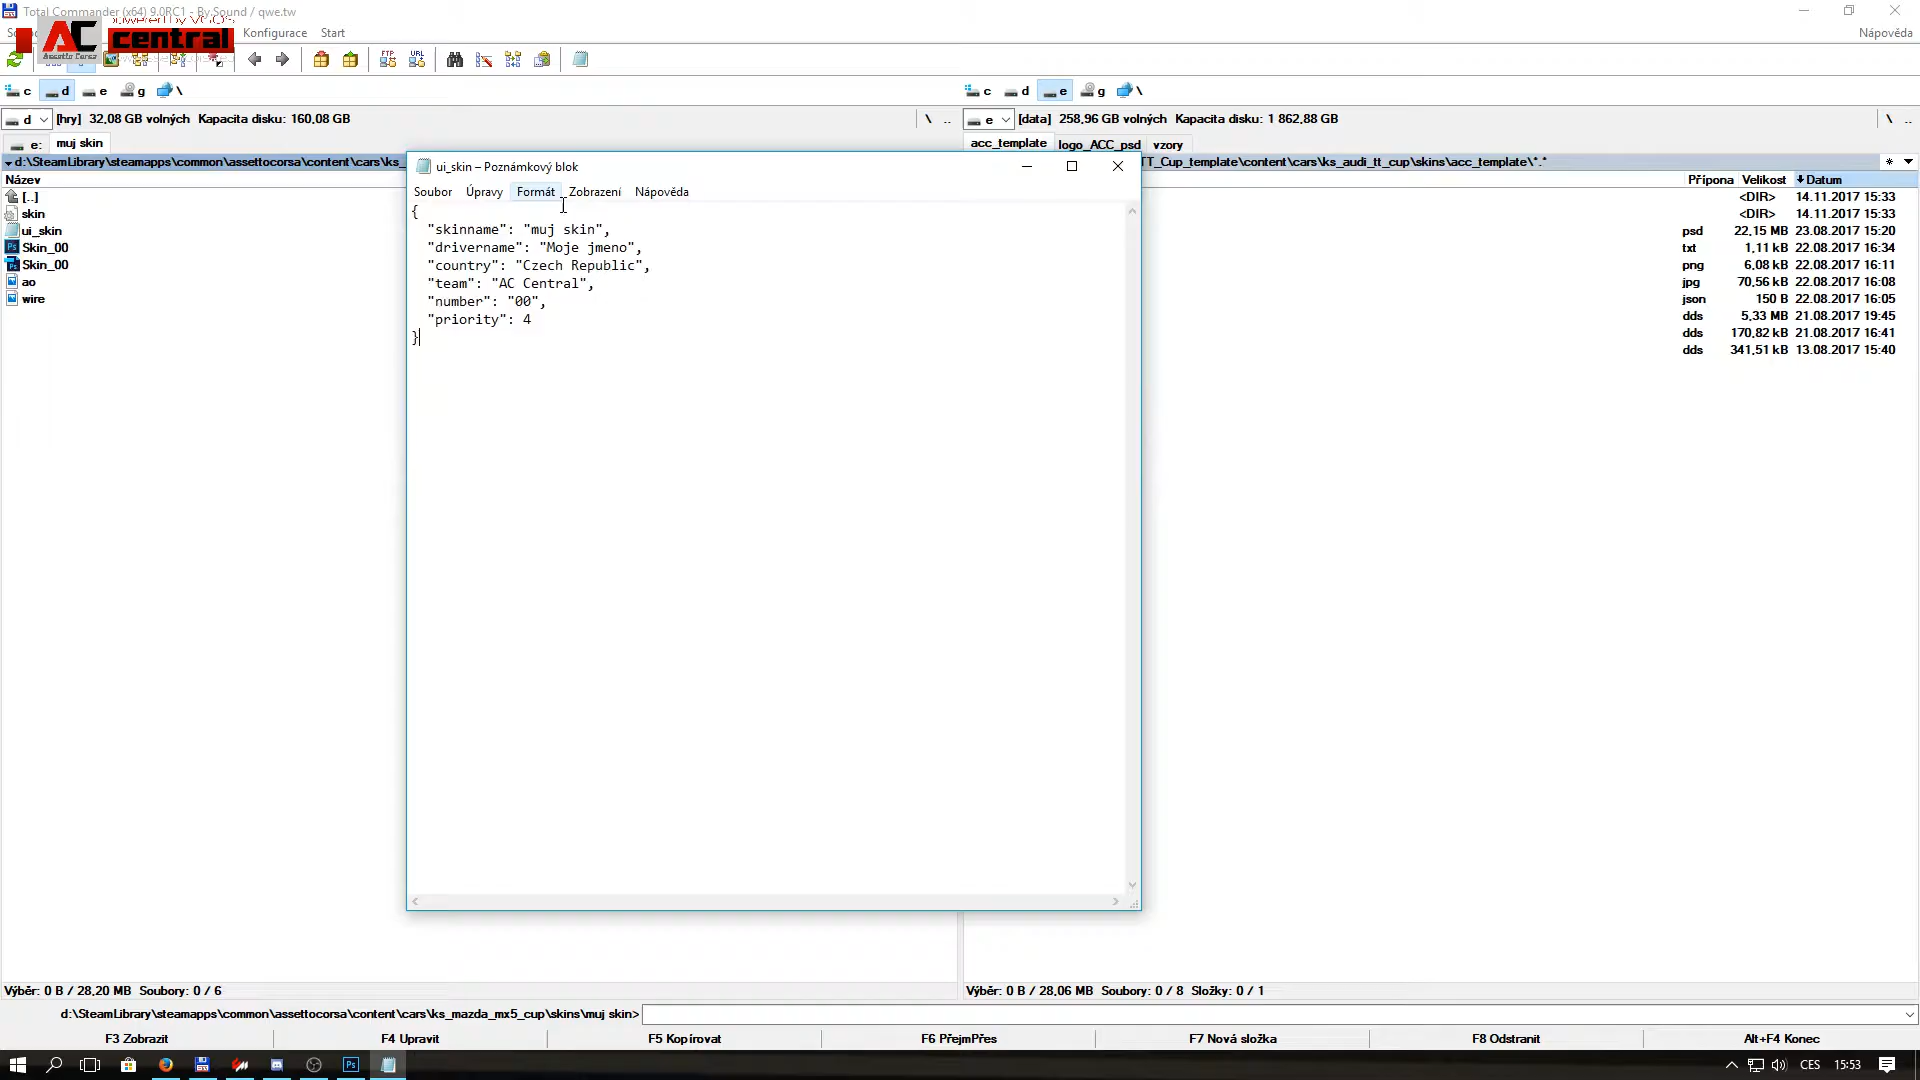 Total Commander (x64) 9.0RC1 - By.Sound / qwe.tw
powered by VGOS
AC central
Assetto Corsa
Konfigurace Start
Nápověda
FTP URL
c d e g \
c d e g \
d [hry] 32,08 GB volných Kapacita disku: 160,08 GB \ ..
e [data] 258,96 GB volných Kapacita disku: 1 862,88 GB \ ..
e: muj skin
acc_template logo_ACC_psd vzory
d:\SteamLibrary\steamapps\common\assettocorsa\content\cars\ks_
TT_Cup_template\content\cars\ks_audi_tt_cup\skins\acc_template\*.* *
Název
Přípona Velikost Datum
[..]
skin
ui_skin
Skin_00
Skin_00
ao
wire
<DIR> 14.11.2017 15:33
<DIR> 14.11.2017 15:33
psd 22,15 MB 23.08.2017 15:20
txt 1,11 kB 22.08.2017 16:34
png 6,08 kB 22.08.2017 16:11
jpg 70,56 kB 22.08.2017 16:08
json 150 B 22.08.2017 16:05
dds 5,33 MB 21.08.2017 19:45
dds 170,82 kB 21.08.2017 16:41
dds 341,51 kB 13.08.2017 15:40
ui_skin – Poznámkový blok
Soubor Úpravy Formát Zobrazení Nápověda
{
"skinname": "muj skin",
"drivername": "Moje jmeno",
"country": "Czech Republic",
"team": "AC Central",
"number": "00",
"priority": 4
}
Výběr: 0 B / 28,20 MB Soubory: 0 / 6
Výběr: 0 B / 28,06 MB Soubory: 0 / 8 Složky: 0 / 1
d:\SteamLibrary\steamapps\common\assettocorsa\content\cars\ks_mazda_mx5_cup\skins\muj skin>
F3 Zobrazit F4 Upravit F5 Kopírovat F6 PřejmPřes F7 Nová složka F8 Odstranit Alt+F4 Konec
Ps
CES 15:53